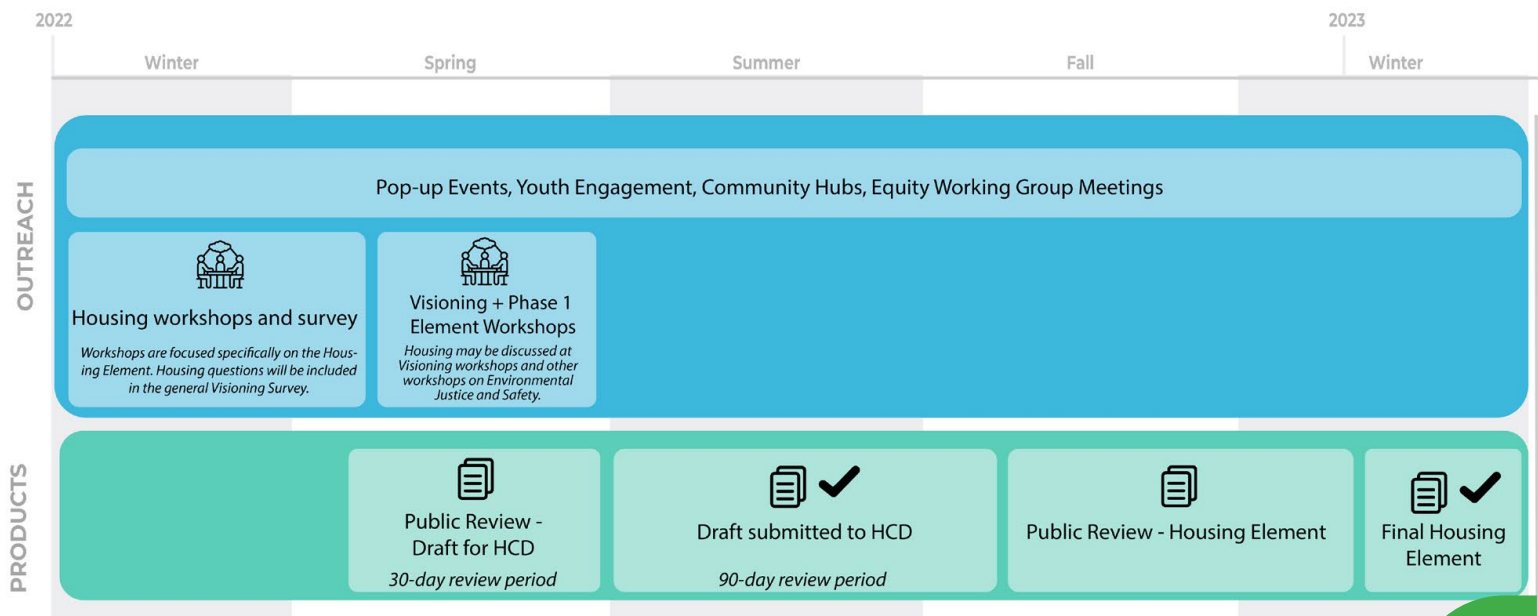 2022
2023
Winter
Spring
Summer
Fall
Winter
OUTREACH
Pop-up Events, Youth Engagement, Community Hubs, Equity Working Group Meetings
Housing workshops and survey
Workshops are focused specifically on the Hous-
ing Element. Housing questions will be included
in the general Visioning Survey.
Visioning + Phase 1
Element Workshops
Housing may be discussed at
Visioning workshops and other
workshops on Environmental
Justice and Safety.
PRODUCTS
Public Review -
Draft for HCD
30-day review period
Draft submitted to HCD
90-day review period
Public Review - Housing Element
Final Housing
Element